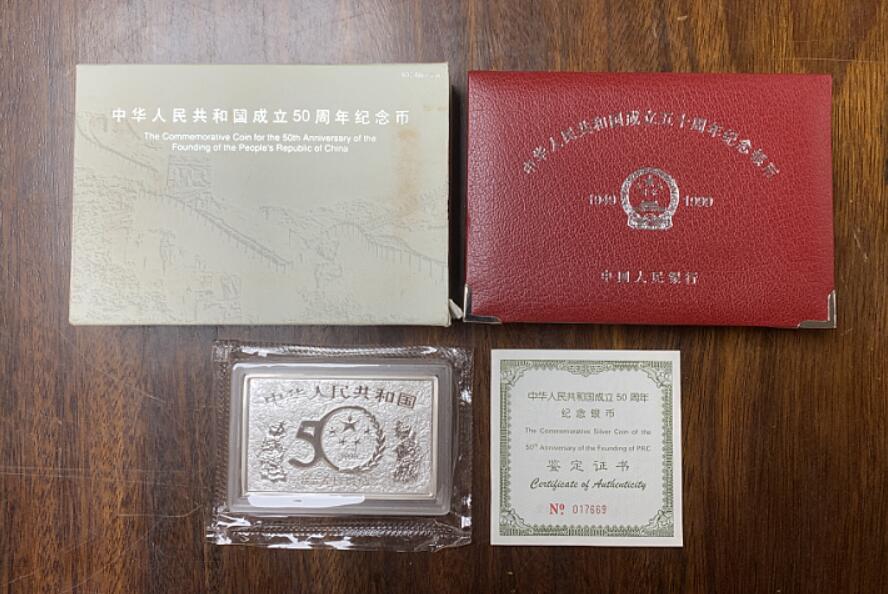 中华人民共和国成立50周年纪念币
The Commemorative Coin for the 50th Anniversary of the
Founding of the People's Republic of China
中华人民共和国成立五十周年纪念银币
1949 1999
中国人民银行
中华人民共和国
50
中华人民共和国成立 50 周年
纪念银币
The Commemorative Silver Coin of the
50th Anniversary of the Founding of PRC
鉴定证书
Certificate of Authenticity
№ 017669